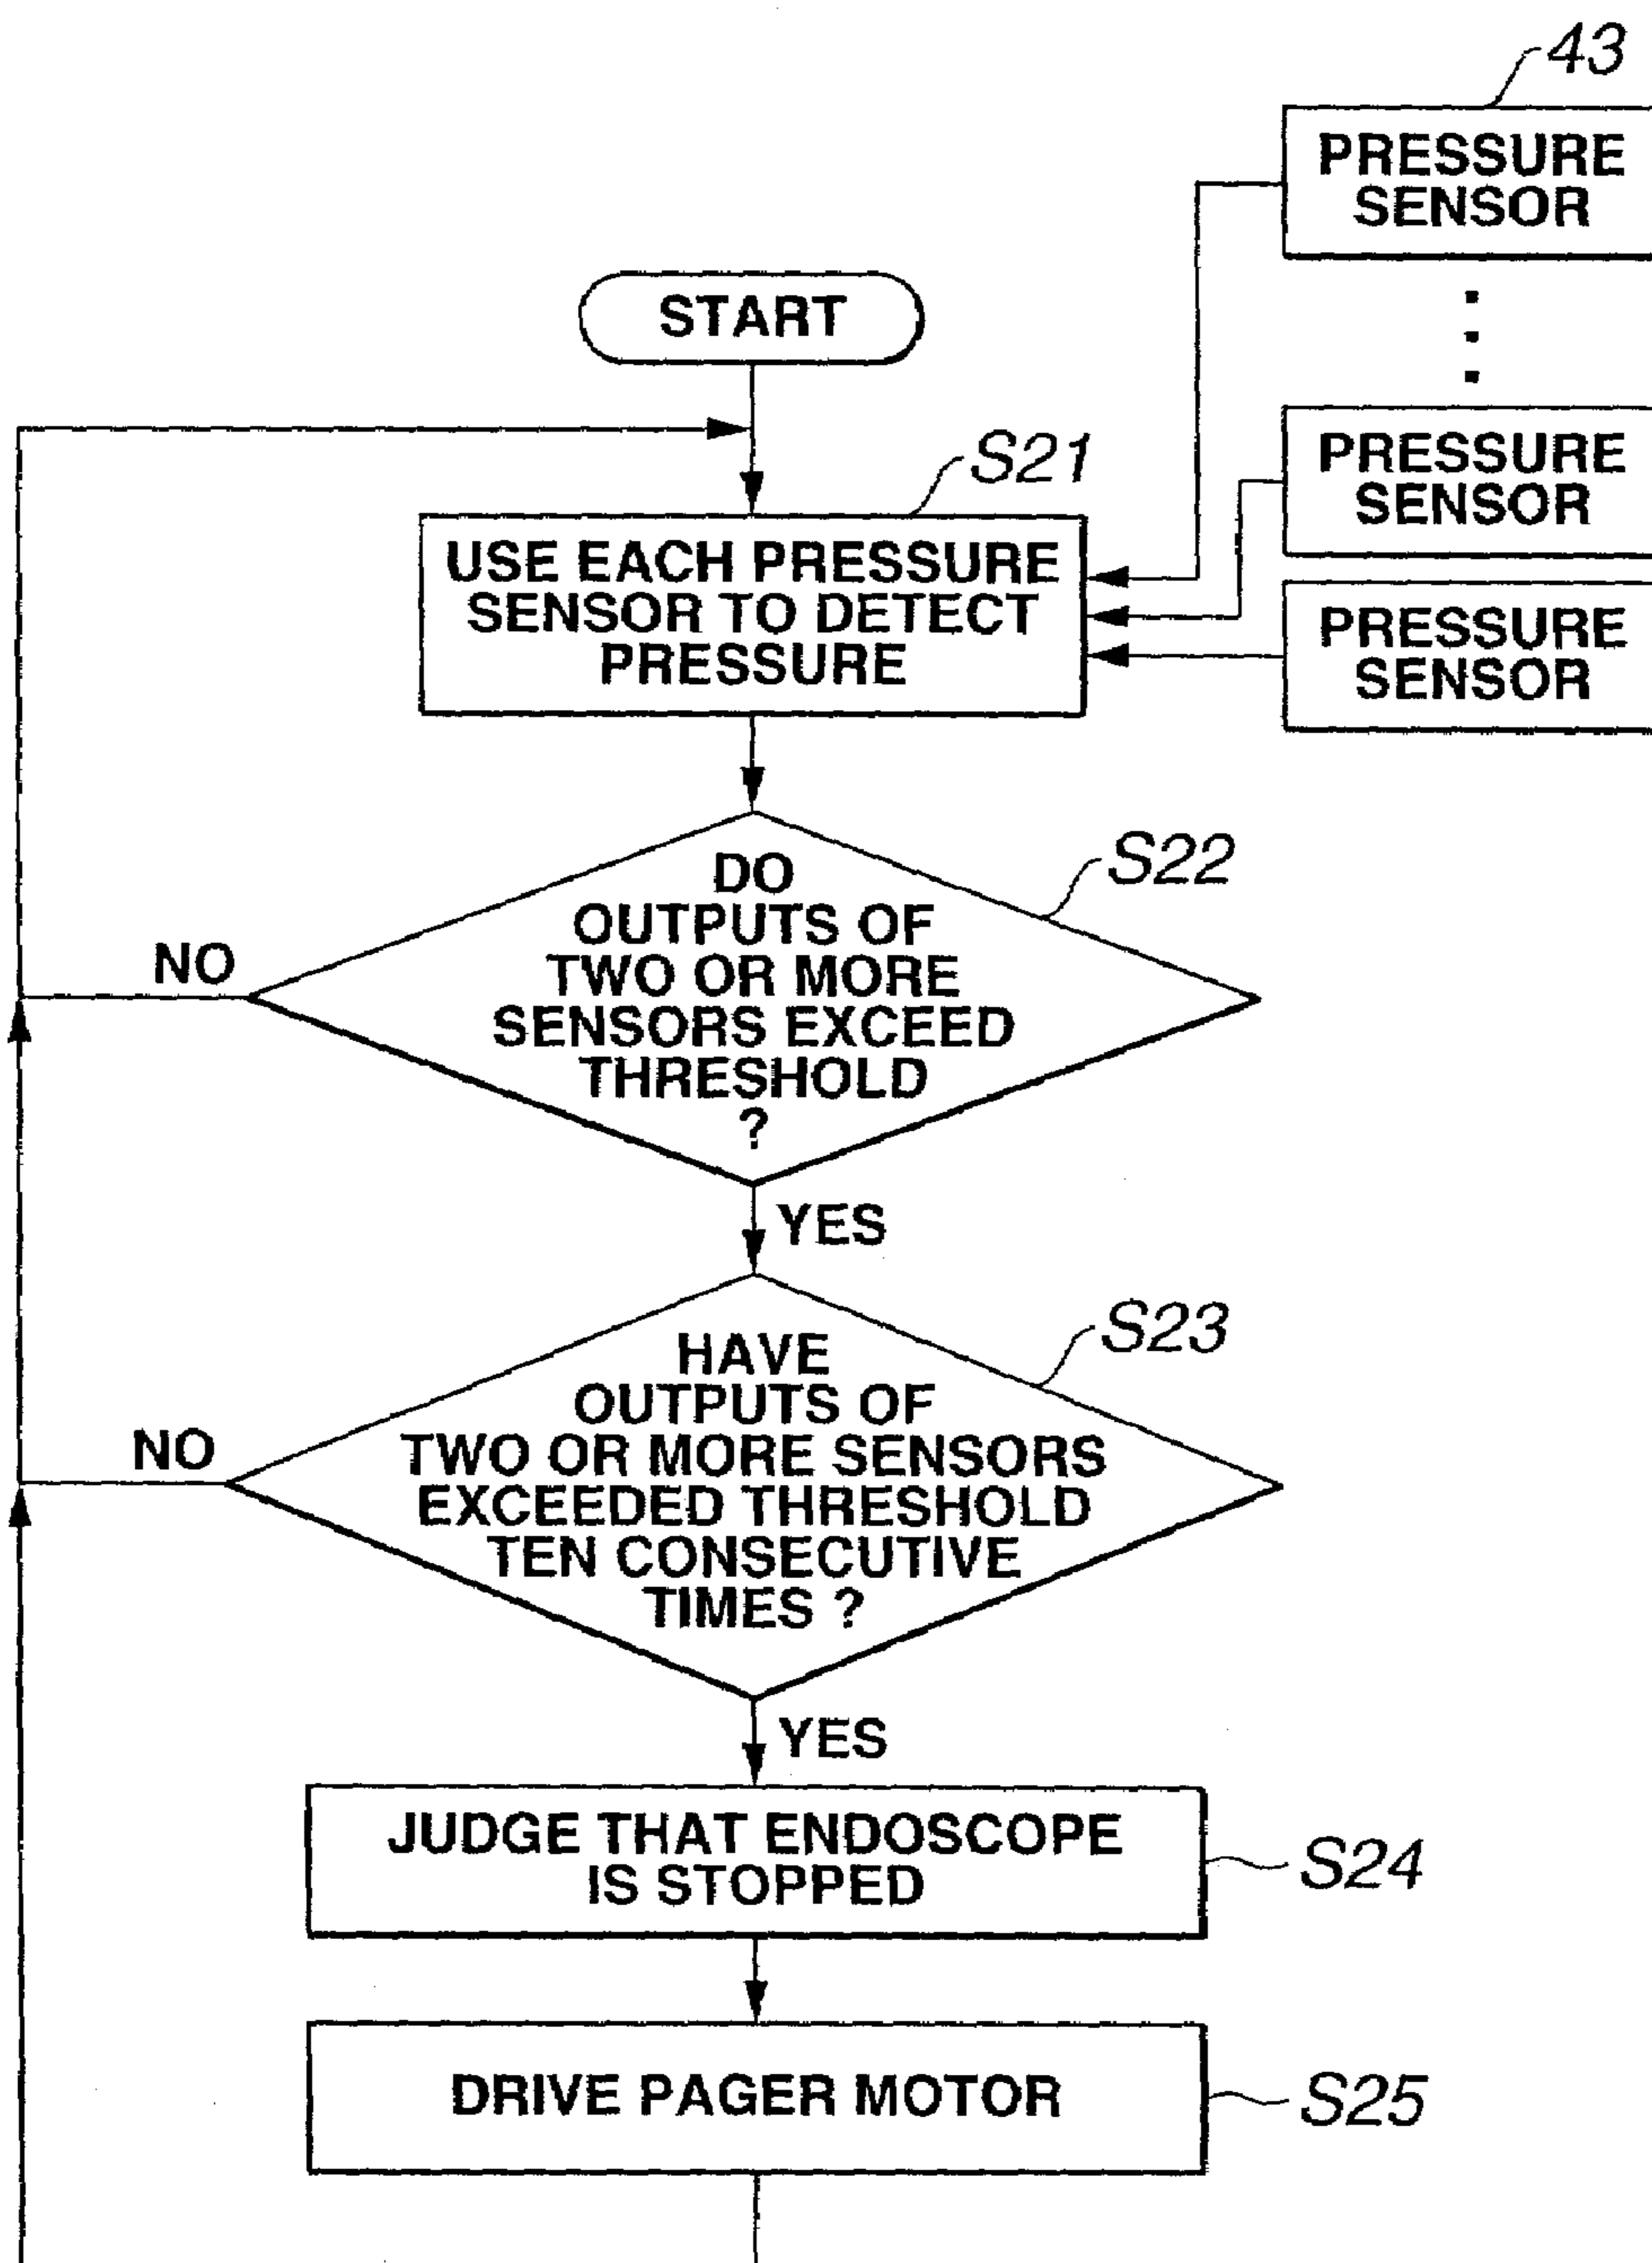 43
PRESSURE
SENSOR
START
PRESSURE
SENSOR
S21
USE EACH PRESSURE
SENSOR TO DETECT
PRESSURE
PRESSURE
SENSOR
S22
DO
OUTPUTS OF
TWO OR MORE
SENSORS EXCEED
THRESHOLD
?
NO
YES
S23
HAVE
OUTPUTS OF
TWO OR MORE SENSORS
EXCEEDED THRESHOLD
TEN CONSECUTIVE
TIMES ?
NO
YES
JUDGE THAT ENDOSCOPE
IS STOPPED
S24
DRIVE PAGER MOTOR
S25